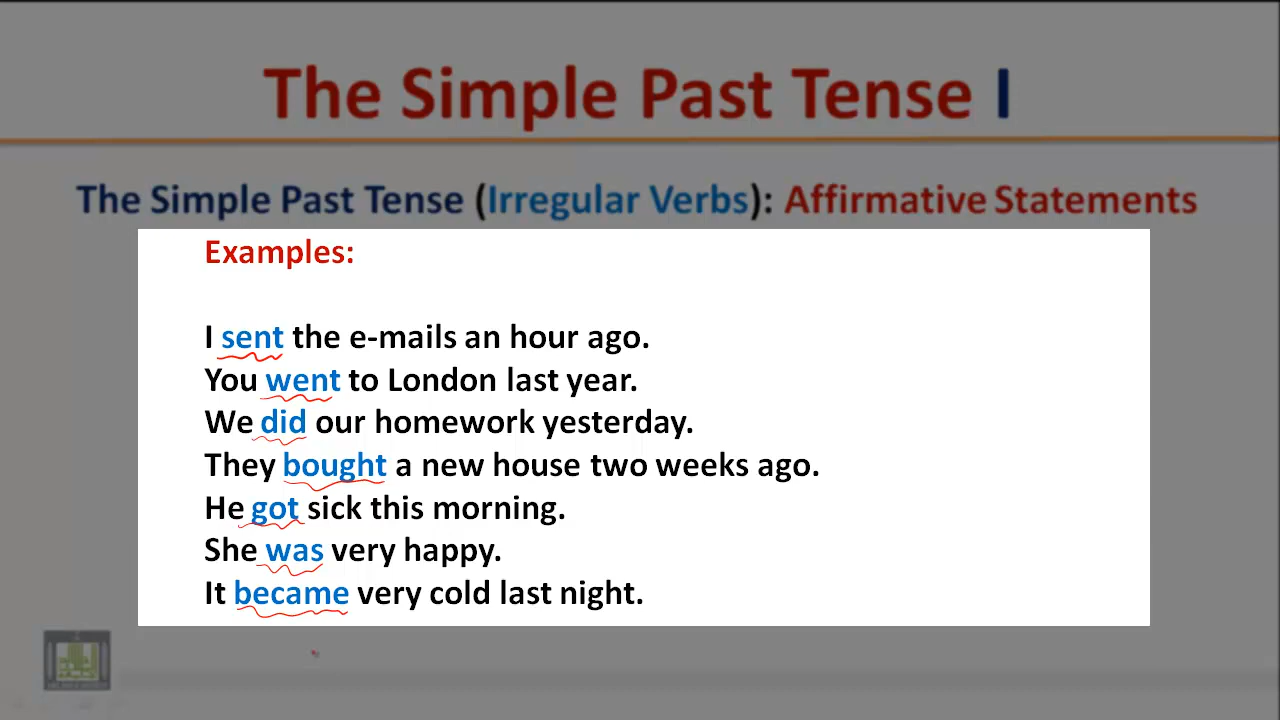 The Simple Past Tense I
The Simple Past Tense (Irregular Verbs): Affirmative Statements
Examples:
I sent the e-mails an hour ago.
You went to London last year.
We did our homework yesterday.
They bought a new house two weeks ago.
He got sick this morning.
She was very happy.
It became very cold last night.